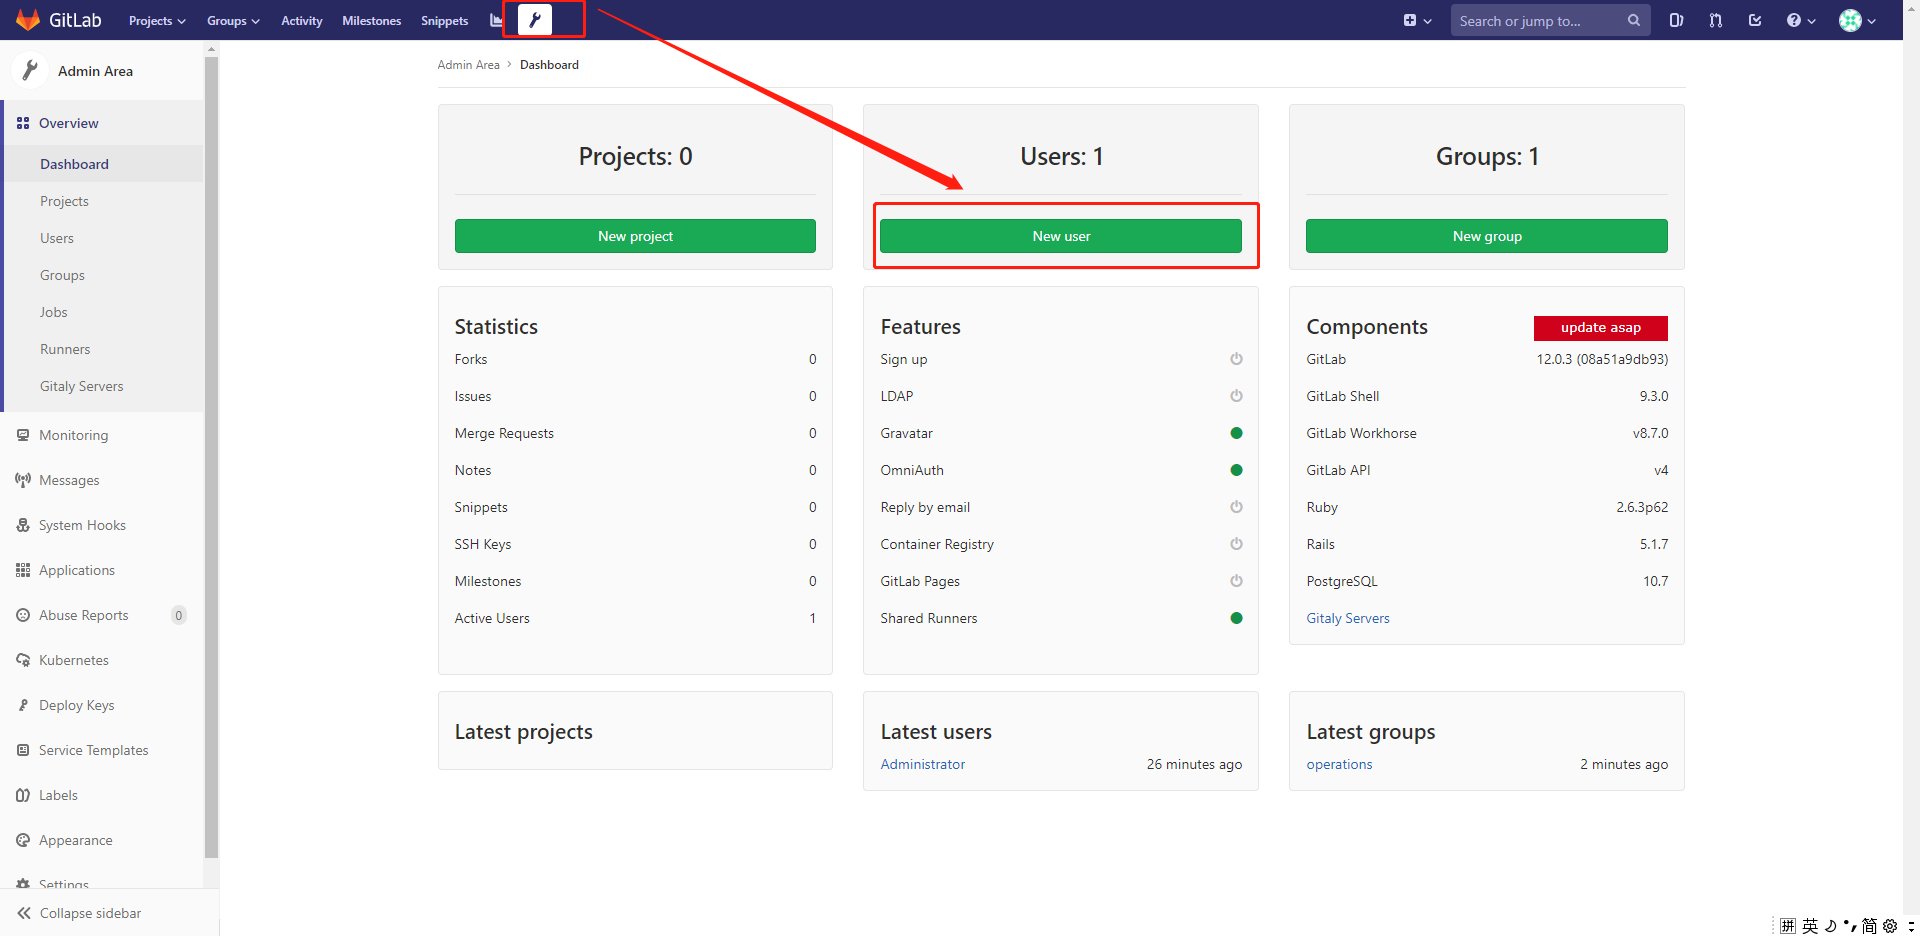 GitLab Projects Groups Activity Milestones Snippets Search or jump to...
Admin Area
Overview
Dashboard
Projects
Users
Groups
Jobs
Runners
Gitaly Servers
Monitoring
Messages
System Hooks
Applications
Abuse Reports 0
Kubernetes
Deploy Keys
Service Templates
Labels
Appearance
Settings
Collapse sidebar
Admin Area > Dashboard
Projects: 0
New project
Users: 1
New user
Groups: 1
New group
Statistics
Forks 0
Issues 0
Merge Requests 0
Notes 0
Snippets 0
SSH Keys 0
Milestones 0
Active Users 1
Features
Sign up
LDAP
Gravatar
OmniAuth
Reply by email
Container Registry
GitLab Pages
Shared Runners
Components update asap
GitLab 12.0.3 (08a51a9db93)
GitLab Shell 9.3.0
GitLab Workhorse v8.7.0
GitLab API v4
Ruby 2.6.3p62
Rails 5.1.7
PostgreSQL 10.7
Gitaly Servers
Latest projects
Latest users
Administrator 26 minutes ago
Latest groups
operations 2 minutes ago
拼 英 简